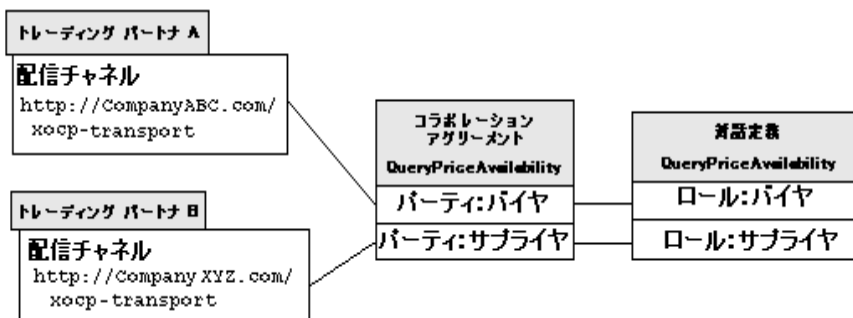 トレーディング パートナ A
配信チャネル
http://CompanyABC.com/
xocp-transport
トレーディング パートナ B
配信チャネル
http://CompanyXYZ.com/
xocp-transport
コラボレーション
アグリーメント
QueryPriceAvailability
パーティ:バイヤ
パーティ:サプライヤ
対話定義
QueryPriceAvailability
ロール:バイヤ
ロール:サプライヤ